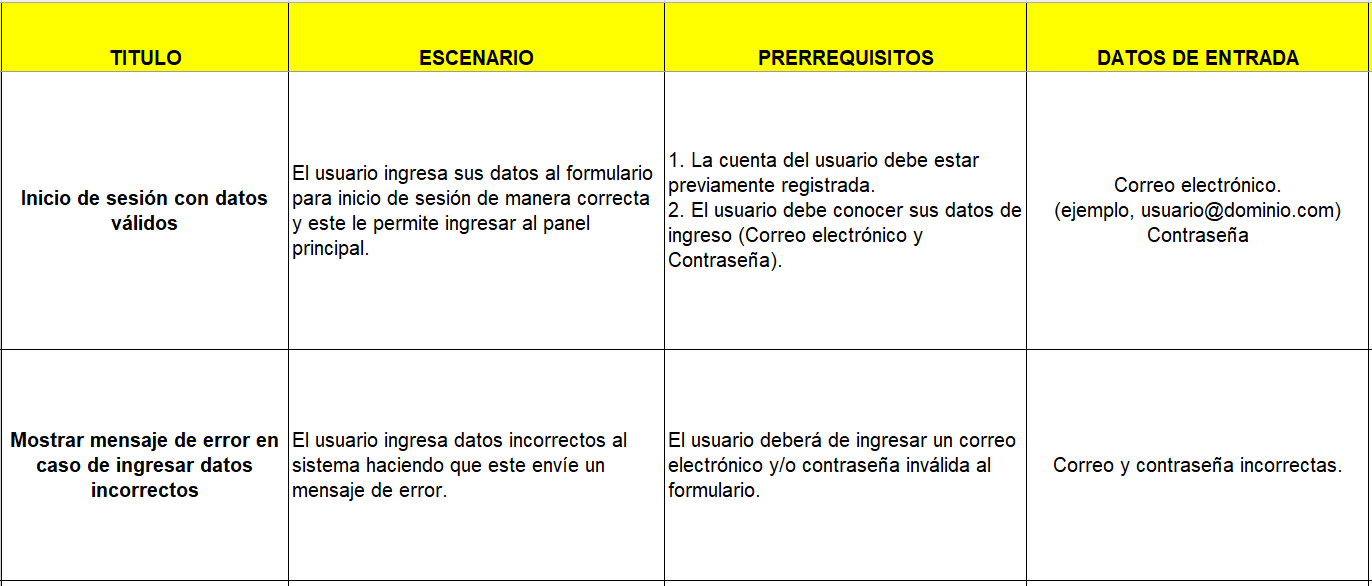 TITULO
ESCENARIO
PRERREQUISITOS
DATOS DE ENTRADA
Inicio de sesión con datos
válidos
El usuario ingresa sus datos al formulario
para inicio de sesión de manera correcta
y este le permite ingresar al panel
principal.
1. La cuenta del usuario debe estar
previamente registrada.
2. El usuario debe conocer sus datos de
ingreso (Correo electrónico y
Contraseña).
Correo electrónico.
(ejemplo, usuario@dominio.com)
Contraseña
Mostrar mensaje de error en
caso de ingresar datos
incorrectos
El usuario ingresa datos incorrectos al
sistema haciendo que este envíe un
mensaje de error.
El usuario deberá de ingresar un correo
electrónico y/o contraseña inválida al
formulario.
Correo y contraseña incorrectas.